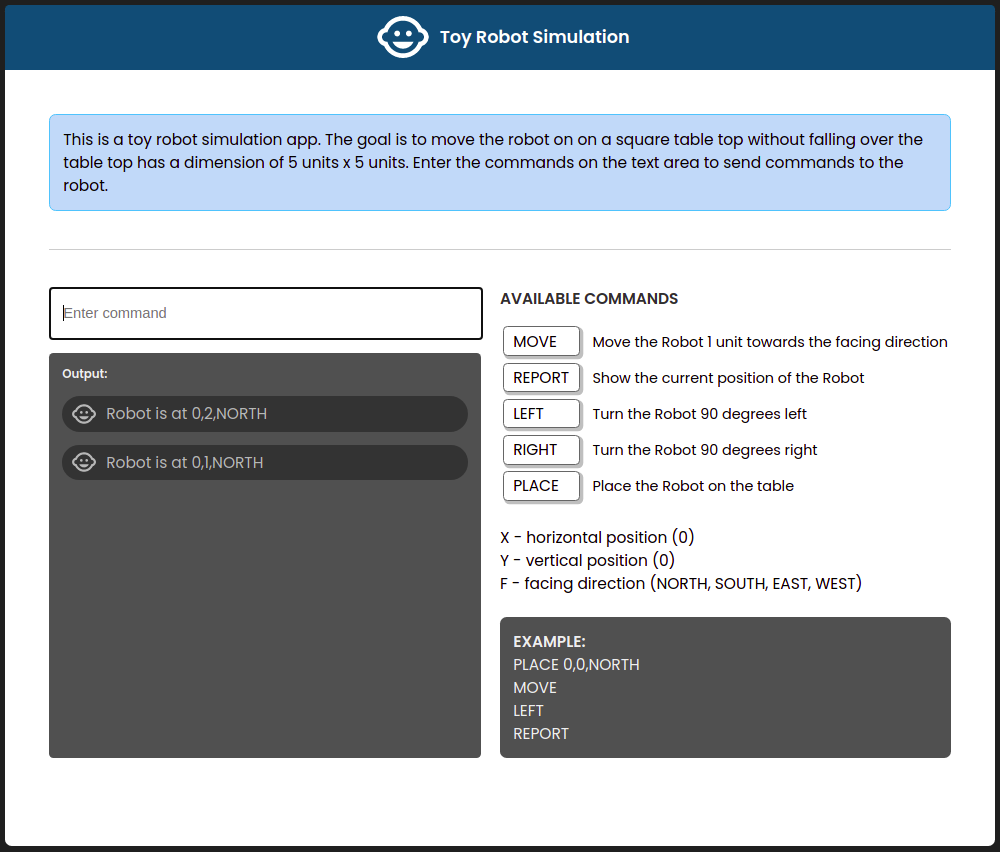 Toy Robot Simulation
This is a toy robot simulation app. The goal is to move the robot on on a square table top without falling over the
table top has a dimension of 5 units x 5 units. Enter the commands on the text area to send commands to the
robot.
Enter command
Output:
Robot is at 0,2,NORTH
Robot is at 0,1,NORTH
AVAILABLE COMMANDS
MOVE Move the Robot 1 unit towards the facing direction
REPORT Show the current position of the Robot
LEFT Turn the Robot 90 degrees left
RIGHT Turn the Robot 90 degrees right
PLACE Place the Robot on the table
X - horizontal position (0)
Y - vertical position (0)
F - facing direction (NORTH, SOUTH, EAST, WEST)
EXAMPLE:
PLACE 0,0,NORTH
MOVE
LEFT
REPORT